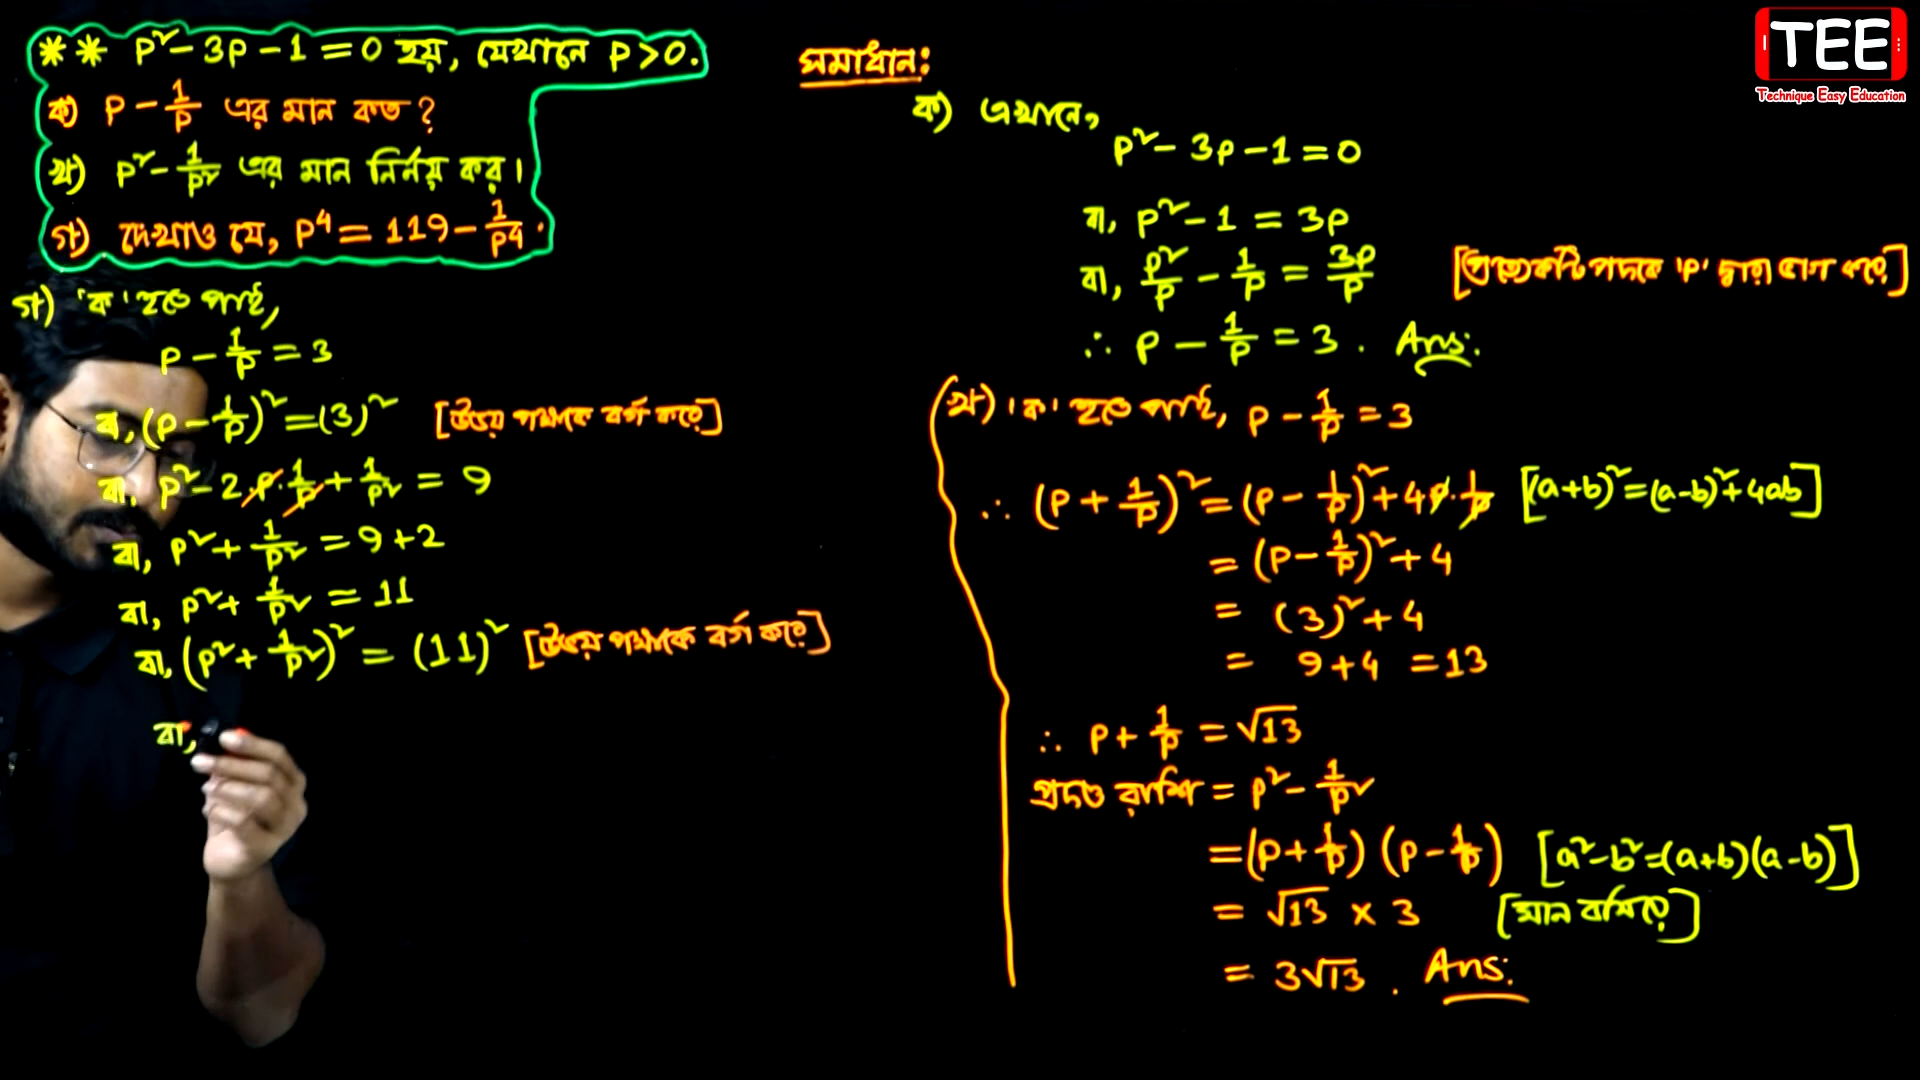 ** p² - 3p - 1 = 0 হয়, যেখানে p > 0.
ক) p - 1/p এর মান কত?
খ) p² - 1/p² এর মান নির্নয় কর।
গ) দেখাও যে, p⁴ = 119 - 1/p⁴.
গ) 'ক' হতে পাই,
p - 1/p = 3
বা, (p - 1/p)² = (3)² [উভয় পক্ষকে বর্গ করে]
বা, p² - 2.p.1/p + 1/p² = 9
বা, p² + 1/p² = 9 + 2
বা, p² + 1/p² = 11
বা, (p² + 1/p²)² = (11)² [উভয় পক্ষকে বর্গ করে]
বা,
সমাধান:
ক) এখানে,
p² - 3p - 1 = 0
বা, p² - 1 = 3p
বা, p²/p - 1/p = 3p/p [প্রত্যেকটি পদকে 'p' দ্বারা ভাগ করে]
∴ p - 1/p = 3. Ans:
খ) 'ক' হতে পাই, p - 1/p = 3
∴ (p + 1/p)² = (p - 1/p)² + 4p.1/p [(a+b)² = (a-b)² + 4ab]
= (p - 1/p)² + 4
= (3)² + 4
= 9 + 4 = 13
∴ p + 1/p = √13
প্রদত্ত রাশি = p² - 1/p²
= (p + 1/p) (p - 1/p) [a² - b² = (a+b)(a-b)]
= √13 × 3 [মান বসিয়ে]
= 3√13. Ans:
TEE
Technique Easy Education